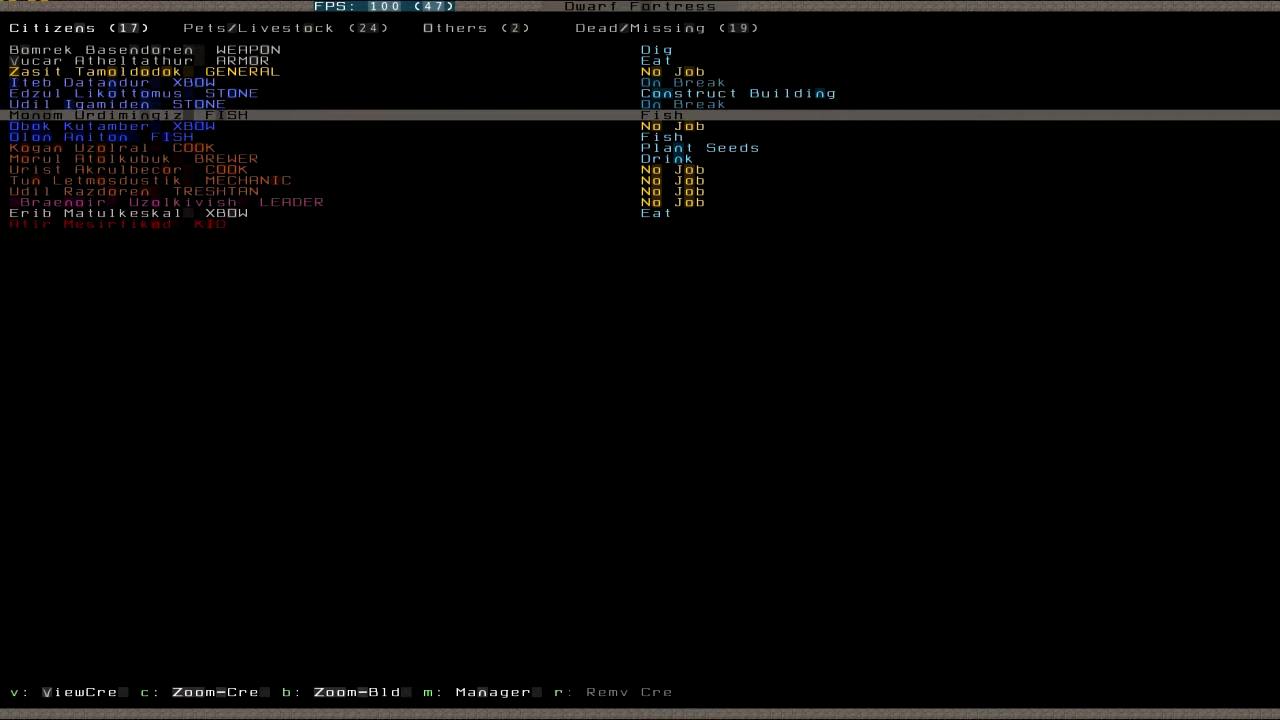 FPS: 100 (47) Dwarf Fortress
Citizens (17) Pets/Livestock (24) Others (2) Dead/Missing (19)
Bomrek Basendoren WEAPON Dig
Vucar Atheltathur ARMOR Eat
Zasit Tamoldodok GENERAL No Job
Iteb Datandur XBOW On Break
Edzul Likottomus STONE Construct Building
Udil Igamiden STONE On Break
Monom Urdimingiz FISH Fish
Obok Kutamber XBOW No Job
Olon Aniton FISH Fish
Kogan Uzolral COOK Plant Seeds
Morul Atolkubuk BREWER Drink
Urist Akrulbecor COOK No Job
Tun Letmosdustik MECHANIC No Job
Udil Razdoren TRESHTAN No Job
Braenoir Uzolkivish LEADER No Job
Erib Matulkeskal XBOW Eat
Atir Mesirtikod KID
v: ViewCre c: Zoom-Cre b: Zoom-Bld m: Manager r: Remv Cre